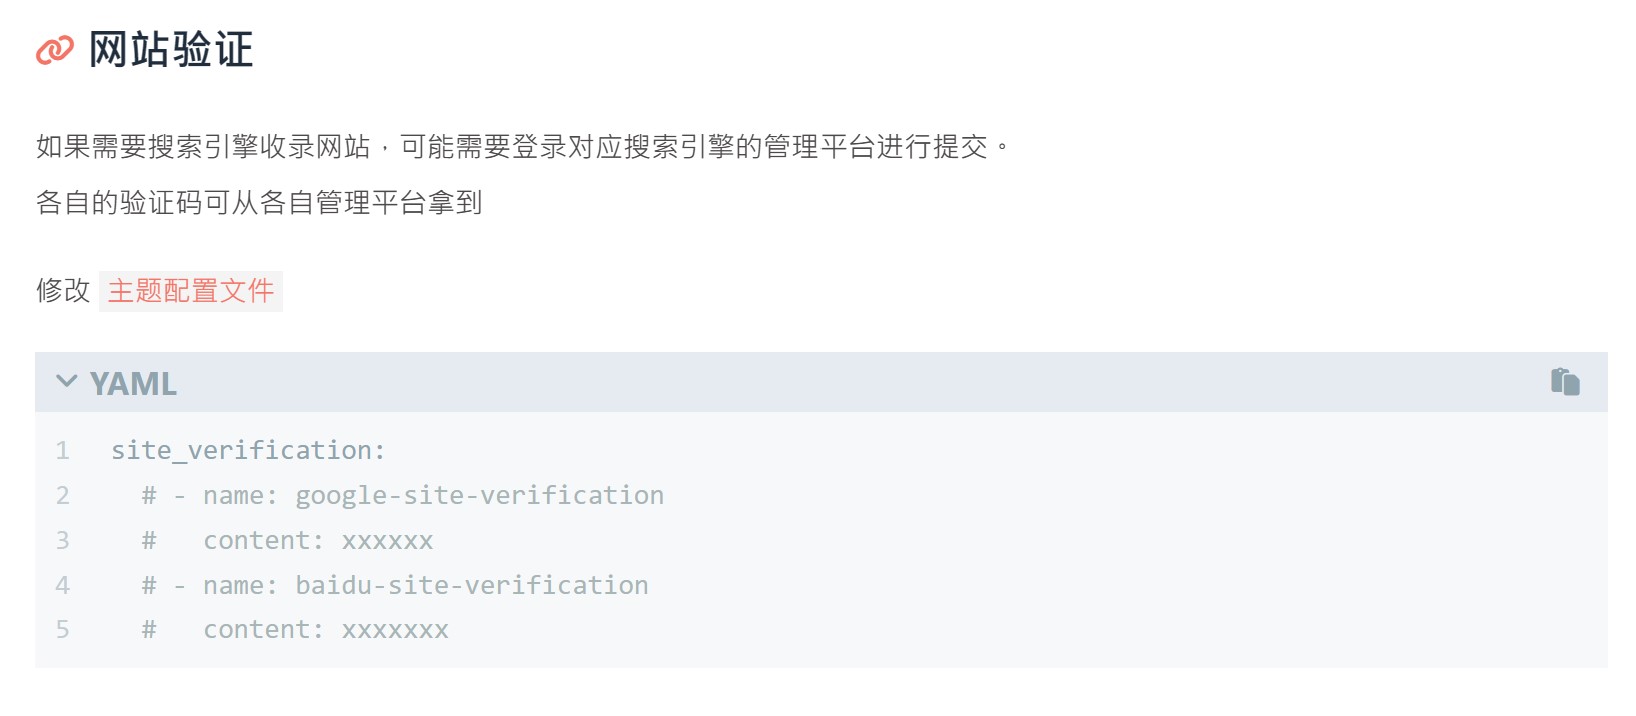 网站验证
如果需要搜索引擎收录网站，可能需要登录对应搜索引擎的管理平台进行提交。
各自的验证码可从各自管理平台拿到
修改 主题配置文件
YAML
1 site_verification:
2   # - name: google-site-verification
3   #   content: xxxxxx
4   # - name: baidu-site-verification
5   #   content: xxxxxxx